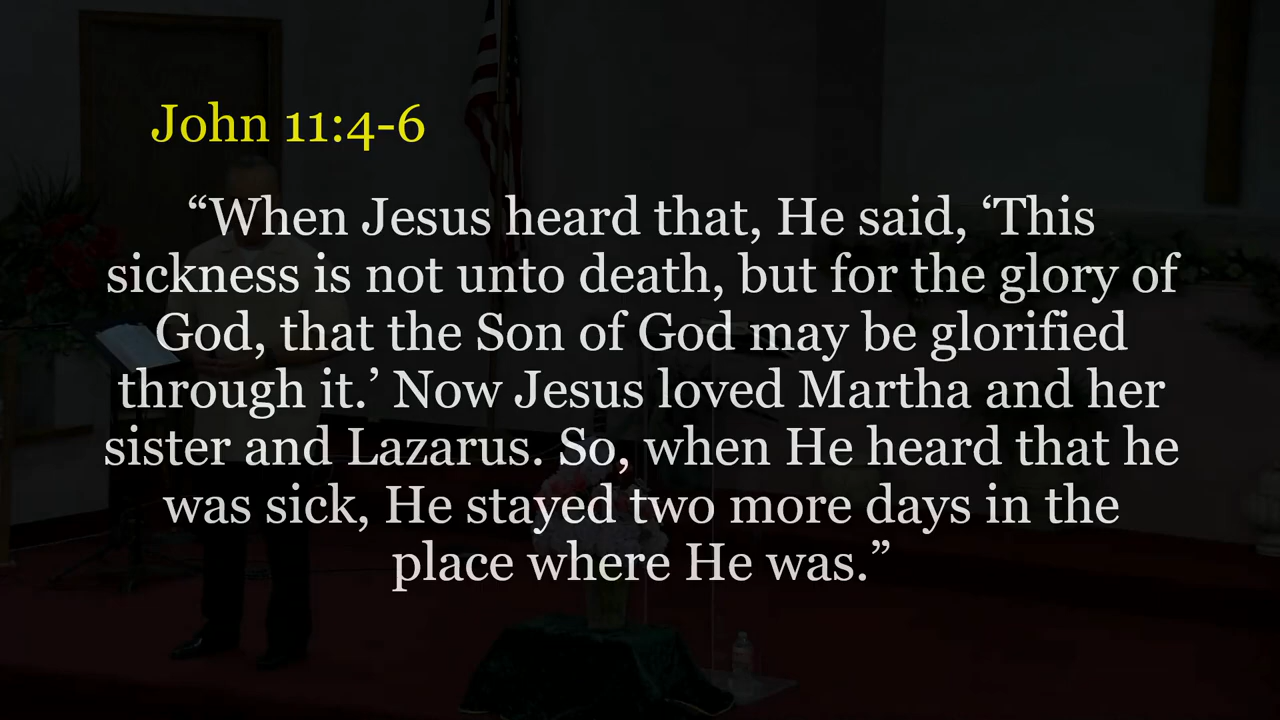 John 11:4-6
“When Jesus heard that, He said, ‘This
sickness is not unto death, but for the glory of
God, that the Son of God may be glorified
through it.’ Now Jesus loved Martha and her
sister and Lazarus. So, when He heard that he
was sick, He stayed two more days in the
place where He was.”